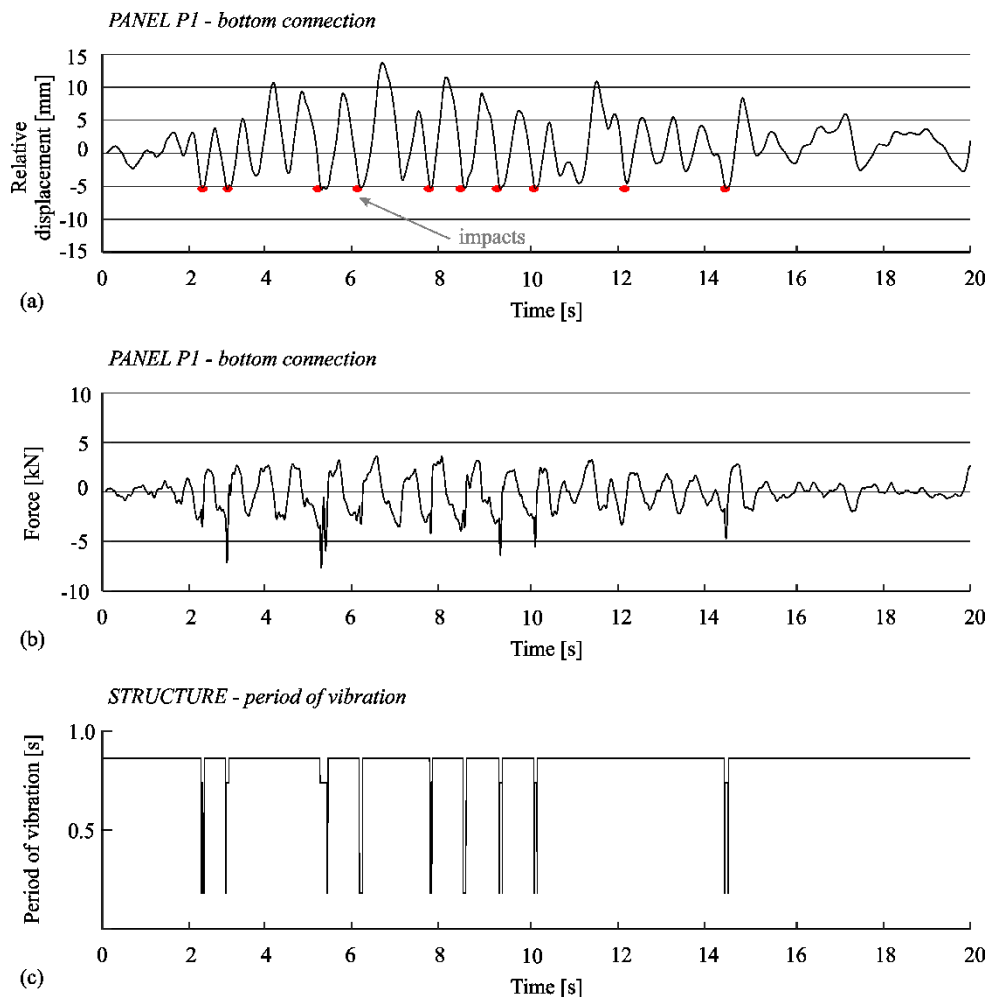 PANEL P1 - bottom connection
Relative
displacement [mm]
15
10
5
0
-5
-10
-15
impacts
0 2 4 6 8 10 12 14 16 18 20
(a)
Time [s]
PANEL P1 - bottom connection
Force [kN]
10
5
0
-5
-10
0 2 4 6 8 10 12 14 16 18 20
(b)
Time [s]
STRUCTURE - period of vibration
Period of vibration [s]
1.0
0.5
0 2 4 6 8 10 12 14 16 18 20
(c)
Time [s]